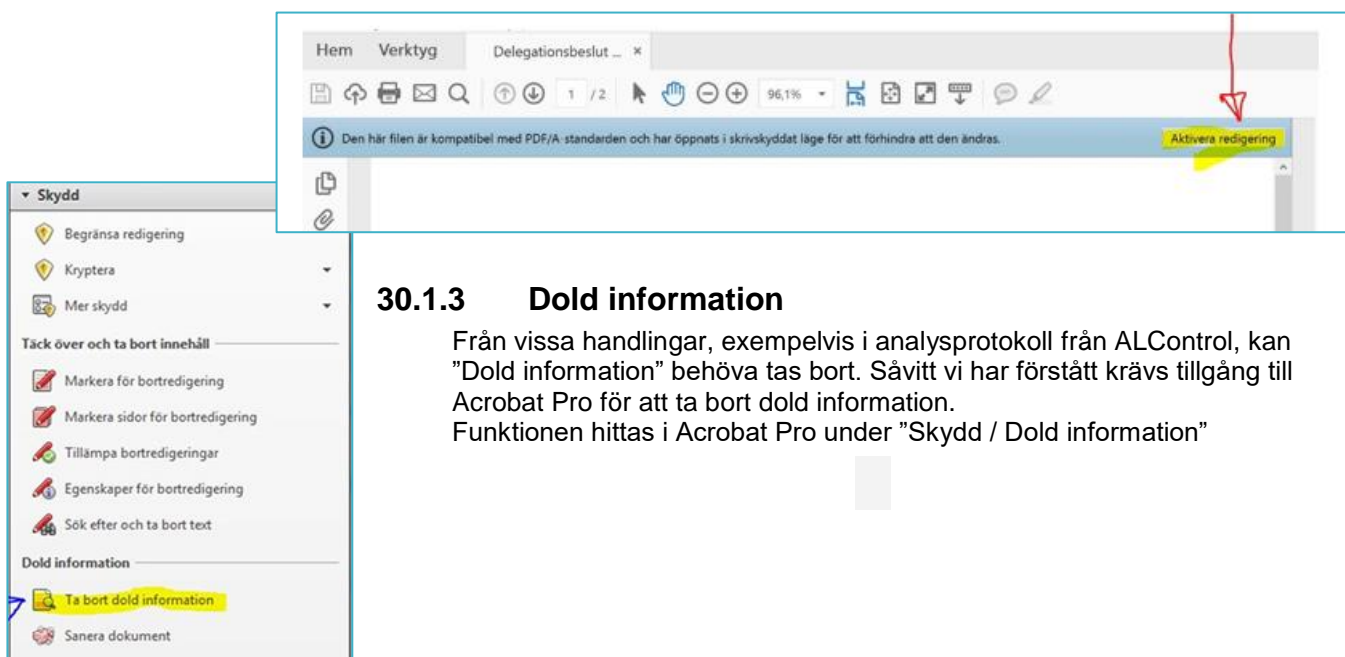 Hem Verktyg Delegationsbeslut ... ×
1 / 2 96,1%
Den här filen är kompatibel med PDF/A-standarden och har öppnats i skrivskyddat läge för att förhindra att den ändras. Aktivera redigering
Skydd
Begränsa redigering
Kryptera
Mer skydd
Täck över och ta bort innehåll
Markera för bortredigering
Markera sidor för bortredigering
Tillämpa bortredigeringar
Egenskaper för bortredigering
Sök efter och ta bort text
Dold information
Ta bort dold information
Sanera dokument
30.1.3 Dold information
Från vissa handlingar, exempelvis i analysprotokoll från ALControl, kan
”Dold information” behöva tas bort. Såvitt vi har förstått krävs tillgång till
Acrobat Pro för att ta bort dold information.
Funktionen hittas i Acrobat Pro under ”Skydd / Dold information”